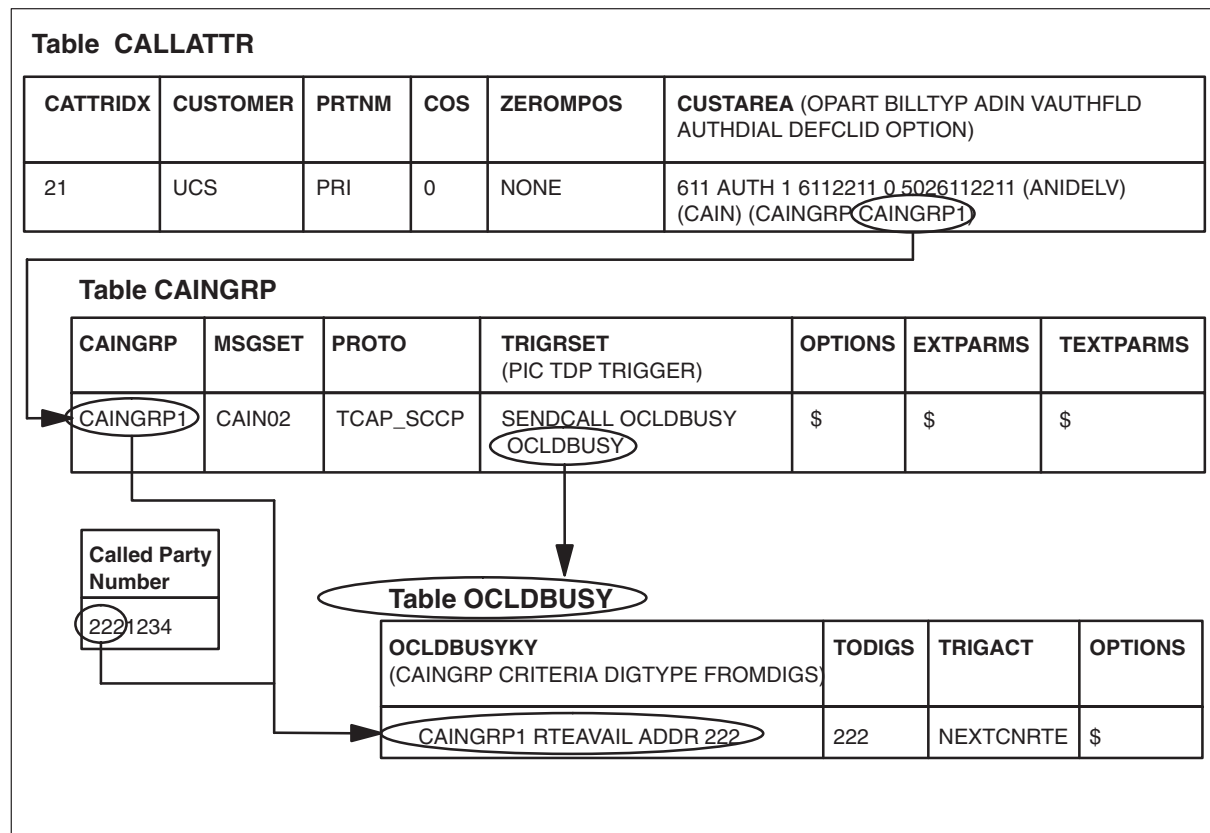 Table CALLATTR
CATTRIDX CUSTOMER PRTNM COS ZEROMPOS CUSTAREA (OPART BILLTYP ADIN VAUTHFLD
AUTHDIAL DEFCLID OPTION)
21 UCS PRI 0 NONE 611 AUTH 1 6112211 0 5026112211 (ANIDELV)
(CAIN) (CAINGRP CAINGRP1)
Table CAINGRP
CAINGRP MSGSET PROTO TRIGRSET OPTIONS EXTPARMS TEXTPARMS
(PIC TDP TRIGGER)
CAINGRP1 CAIN02 TCAP_SCCP SENDCALL OCLDBUSY $ $ $
OCLDBUSY
Called Party
Number
2221234
Table OCLDBUSY
OCLDBUSYKY TODIGS TRIGACT OPTIONS
(CAINGRP CRITERIA DIGTYPE FROMDIGS)
CAINGRP1 RTEAVAIL ADDR 222 222 NEXTCNRTE $